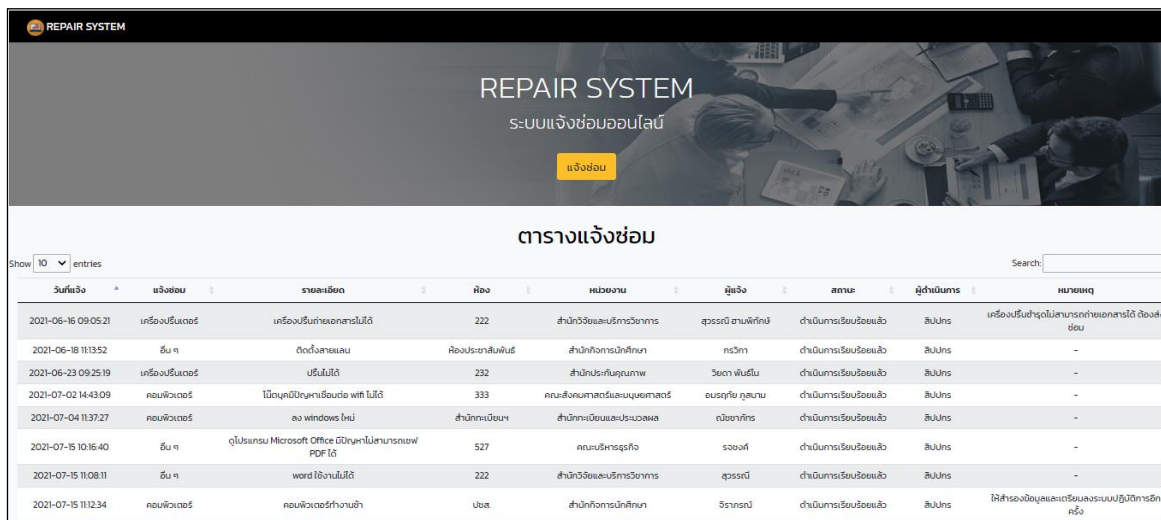 REPAIR SYSTEM
REPAIR SYSTEM
ระบบแจ้งซ่อมออนไลน์
แจ้งซ่อม
ตารางแจ้งซ่อม
Show 10 entries Search:
วันที่แจ้ง แจ้งซ่อม รายละเอียด ห้อง หน่วยงาน ผู้แจ้ง สถานะ ผู้ดำเนินการ หมายเหตุ
2021-06-16 09:05:21 เครื่องปริ้นเตอร์ เครื่องปริ้นถ่ายเอกสารไม่ได้ 222 สำนักวิจัยและบริการวิชาการ สุวรรณี ฮามพิทักษ์ ดำเนินการเรียบร้อยแล้ว สิปปกร เครื่องปริ้นชำรุดไม่สามารถถ่ายเอกสารได้ ต้องส่ง
ซ่อม
2021-06-18 11:13:52 อื่น ๆ ติดตั้งสายแลน ห้องประชาสัมพันธ์ สำนักกิจการนักศึกษา กรวิกา ดำเนินการเรียบร้อยแล้ว สิปปกร -
2021-06-23 09:25:19 เครื่องปริ้นเตอร์ ปริ้นไม่ได้ 232 สำนักประกันคุณภาพ วิยดา พันธ์โน ดำเนินการเรียบร้อยแล้ว สิปปกร -
2021-07-02 14:43:09 คอมพิวเตอร์ โน๊ตบุคมีปัญหาเชื่อมต่อ wifi ไม่ได้ 333 คณะสังคมศาสตร์และมนุษยศาสตร์ อมรฤทัย ภูสนาม ดำเนินการเรียบร้อยแล้ว สิปปกร -
2021-07-04 11:37:27 คอมพิวเตอร์ ลง windows ใหม่ สำนักทะเบียนฯ สำนักทะเบียนและประมวลผล ณัชชาภัทร ดำเนินการเรียบร้อยแล้ว สิปปกร -
2021-07-15 10:16:40 อื่น ๆ ดูโปรแกรม Microsoft Office มีปัญหาไม่สามารถเซฟ
PDF ได้ 527 คณะบริหารธุรกิจ รจชงค์ ดำเนินการเรียบร้อยแล้ว สิปปกร -
2021-07-15 11:08:11 อื่น ๆ word ใช้งานไม่ได้ 222 สำนักวิจัยและบริการวิชาการ สุวรรณี ดำเนินการเรียบร้อยแล้ว สิปปกร -
2021-07-15 11:12:34 คอมพิวเตอร์ คอมพิวเตอร์ทำงานช้า ปชส. สำนักกิจการนักศึกษา จิราภรณ์ ดำเนินการเรียบร้อยแล้ว สิปปกร ให้สำรองข้อมูลและเตรียมลงระบบปฏิบัติการอีก
ครั้ง